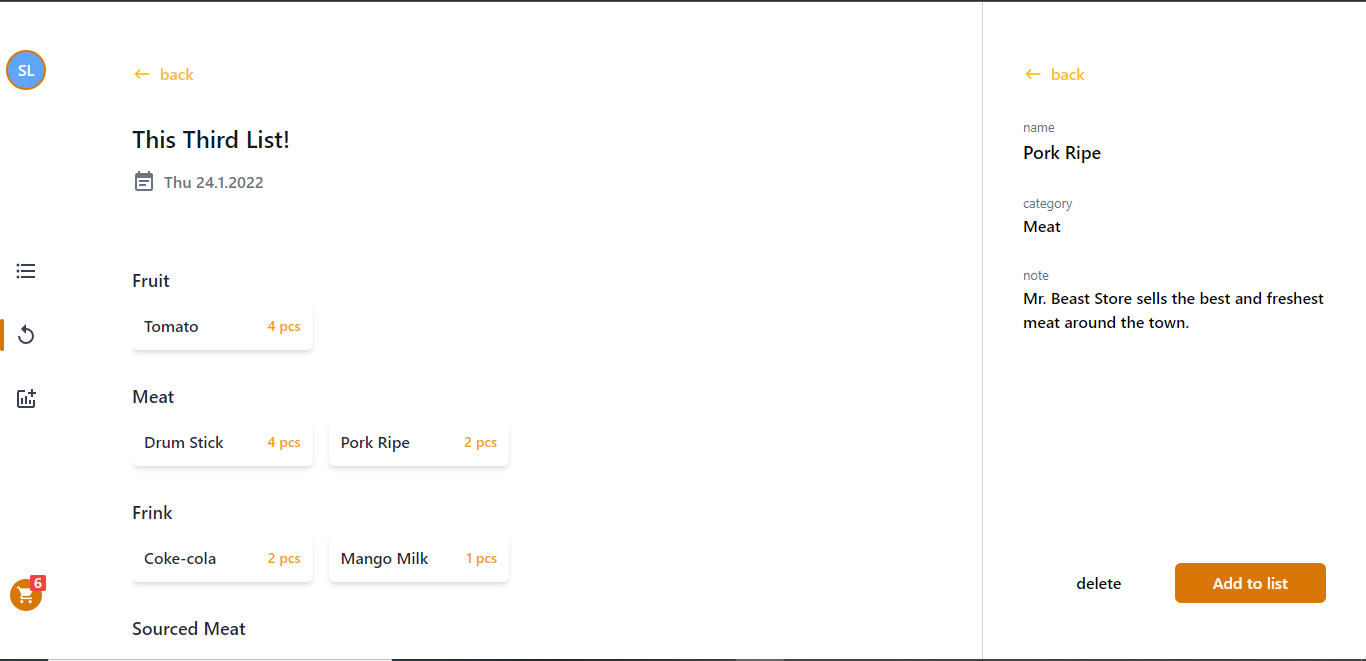 SL
back
This Third List!
Thu 24.1.2022
Fruit
Tomato 4 pcs
Meat
Drum Stick 4 pcs
Pork Ripe 2 pcs
Frink
Coke-cola 2 pcs
Mango Milk 1 pcs
Sourced Meat
6
back
name
Pork Ripe
category
Meat
note
Mr. Beast Store sells the best and freshest
meat around the town.
delete
Add to list